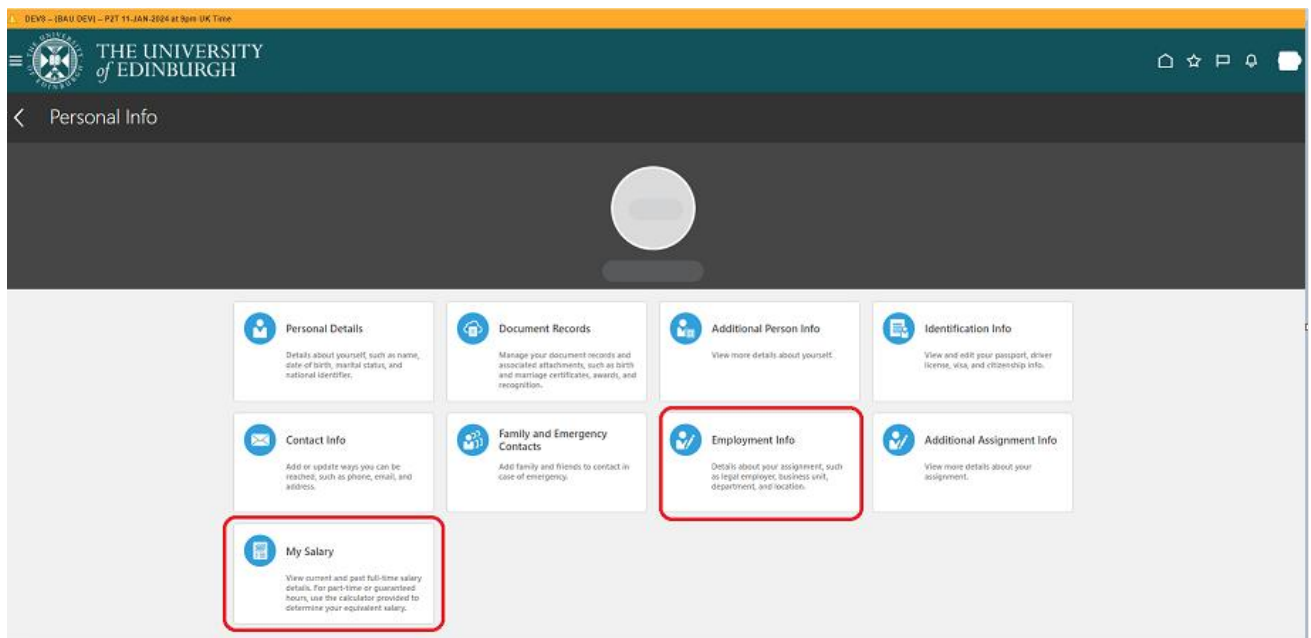 DEV8 – (BAU DEV) – P2T 11-JAN-2024 at 9pm UK Time
THE UNIVERSITY
of EDINBURGH
Personal Info
Personal Details
Details about yourself, such as name,
date of birth, marital status, and
national identifier.
Document Records
Manage your document records and
associated attachments, such as birth
and marriage certificates, awards, and
recognition.
Additional Person Info
View more details about yourself.
Identification Info
View and edit your passport, driver
license, visa, and citizenship info.
Contact Info
Add or update ways you can be
reached, such as phone, email, and
address.
Family and Emergency
Contacts
Add family and friends to contact in
case of emergency.
Employment Info
Details about your assignment, such
as legal employer, business unit,
department, and location.
Additional Assignment Info
View more details about your
assignment.
My Salary
View current and past full-time salary
details. For part-time or guaranteed
hours, use the calculator provided to
determine your equivalent salary.